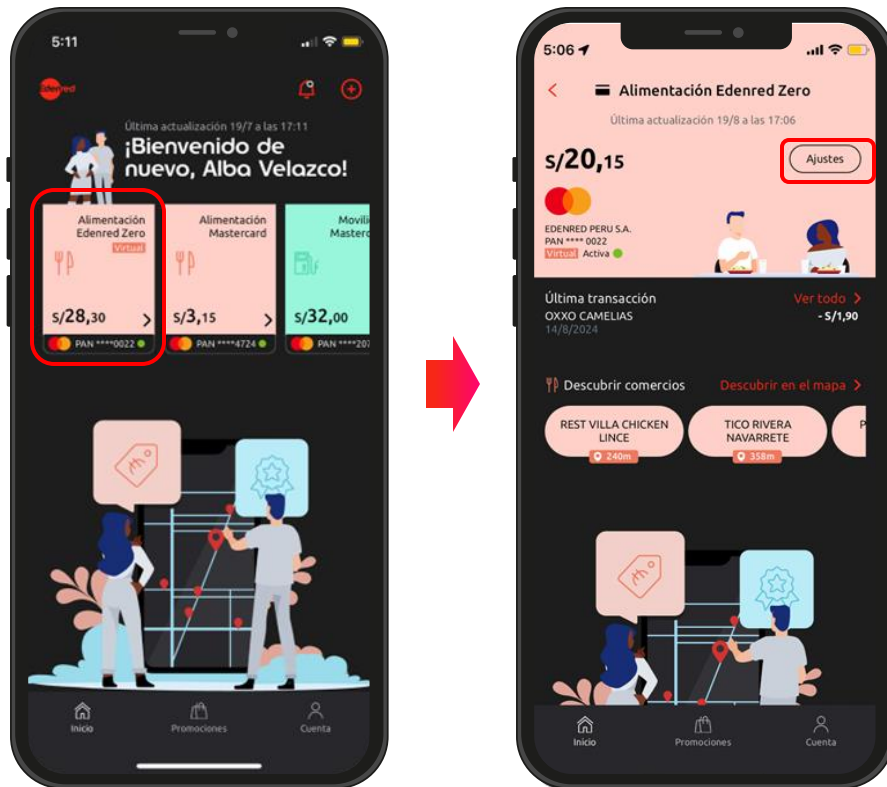 5:11
Edenred
Última actualización 19/7 a las 17:11
¡Bienvenido de
nuevo, Alba Velazco!
Alimentación
Edenred Zero
Virtual
S/28,30
PAN ****0022
Alimentación
Mastercard
S/3,15
PAN ****4724
Movili
Masterc
S/32,00
PAN ****207
Inicio
Promociones
Cuenta
5:06
Alimentación Edenred Zero
Última actualización 19/8 a las 17:06
S/20,15
Ajustes
EDENRED PERU S.A.
PAN **** 0022
Virtual Activa
Última transacción
Ver todo
OXXO CAMELIAS
- S/1,90
14/8/2024
Descubrir comercios
Descubrir en el mapa
REST VILLA CHICKEN
LINCE
240m
TICO RIVERA
NAVARRETE
358m
P
Inicio
Promociones
Cuenta